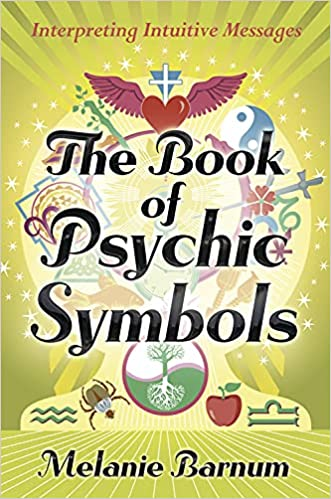 Interpreting Intuitive Messages
The Book
of
Psychic
Symbols
Melanie Barnum